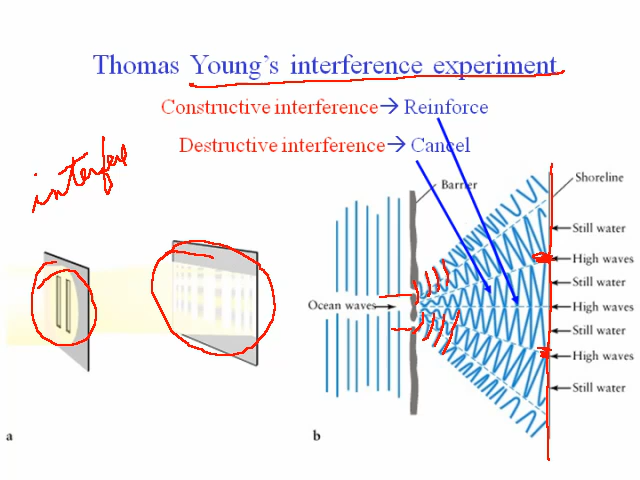 Thomas Young's interference experiment
Constructive interference→ Reinforce
Destructive interference→ Cancel
interfere
Barrier
Shoreline
Still water
High waves
Still water
Ocean waves
High waves
Still water
High waves
Still water
a
b